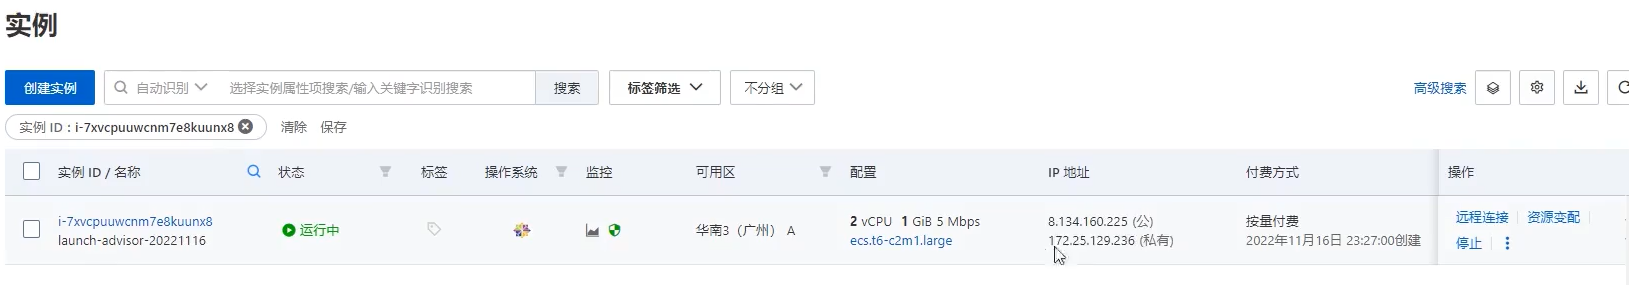 实例
创建实例 自动识别 选择实例属性项搜索/输入关键字识别搜索 搜索 标签筛选 不分组 高级搜索
实例 ID：i-7xvcpuuwcnm7e8kuunx8 清除 保存
实例 ID / 名称 状态 标签 操作系统 监控 可用区 配置 IP 地址 付费方式 操作
i-7xvcpuuwcnm7e8kuunx8 运行中 华南3（广州） A 2 vCPU 1 GiB 5 Mbps 8.134.160.225 (公) 按量付费 远程连接 资源变配
launch-advisor-20221116 ecs.t6-c2m1.large 172.25.129.236 (私有) 2022年11月16日 23:27:00创建 停止